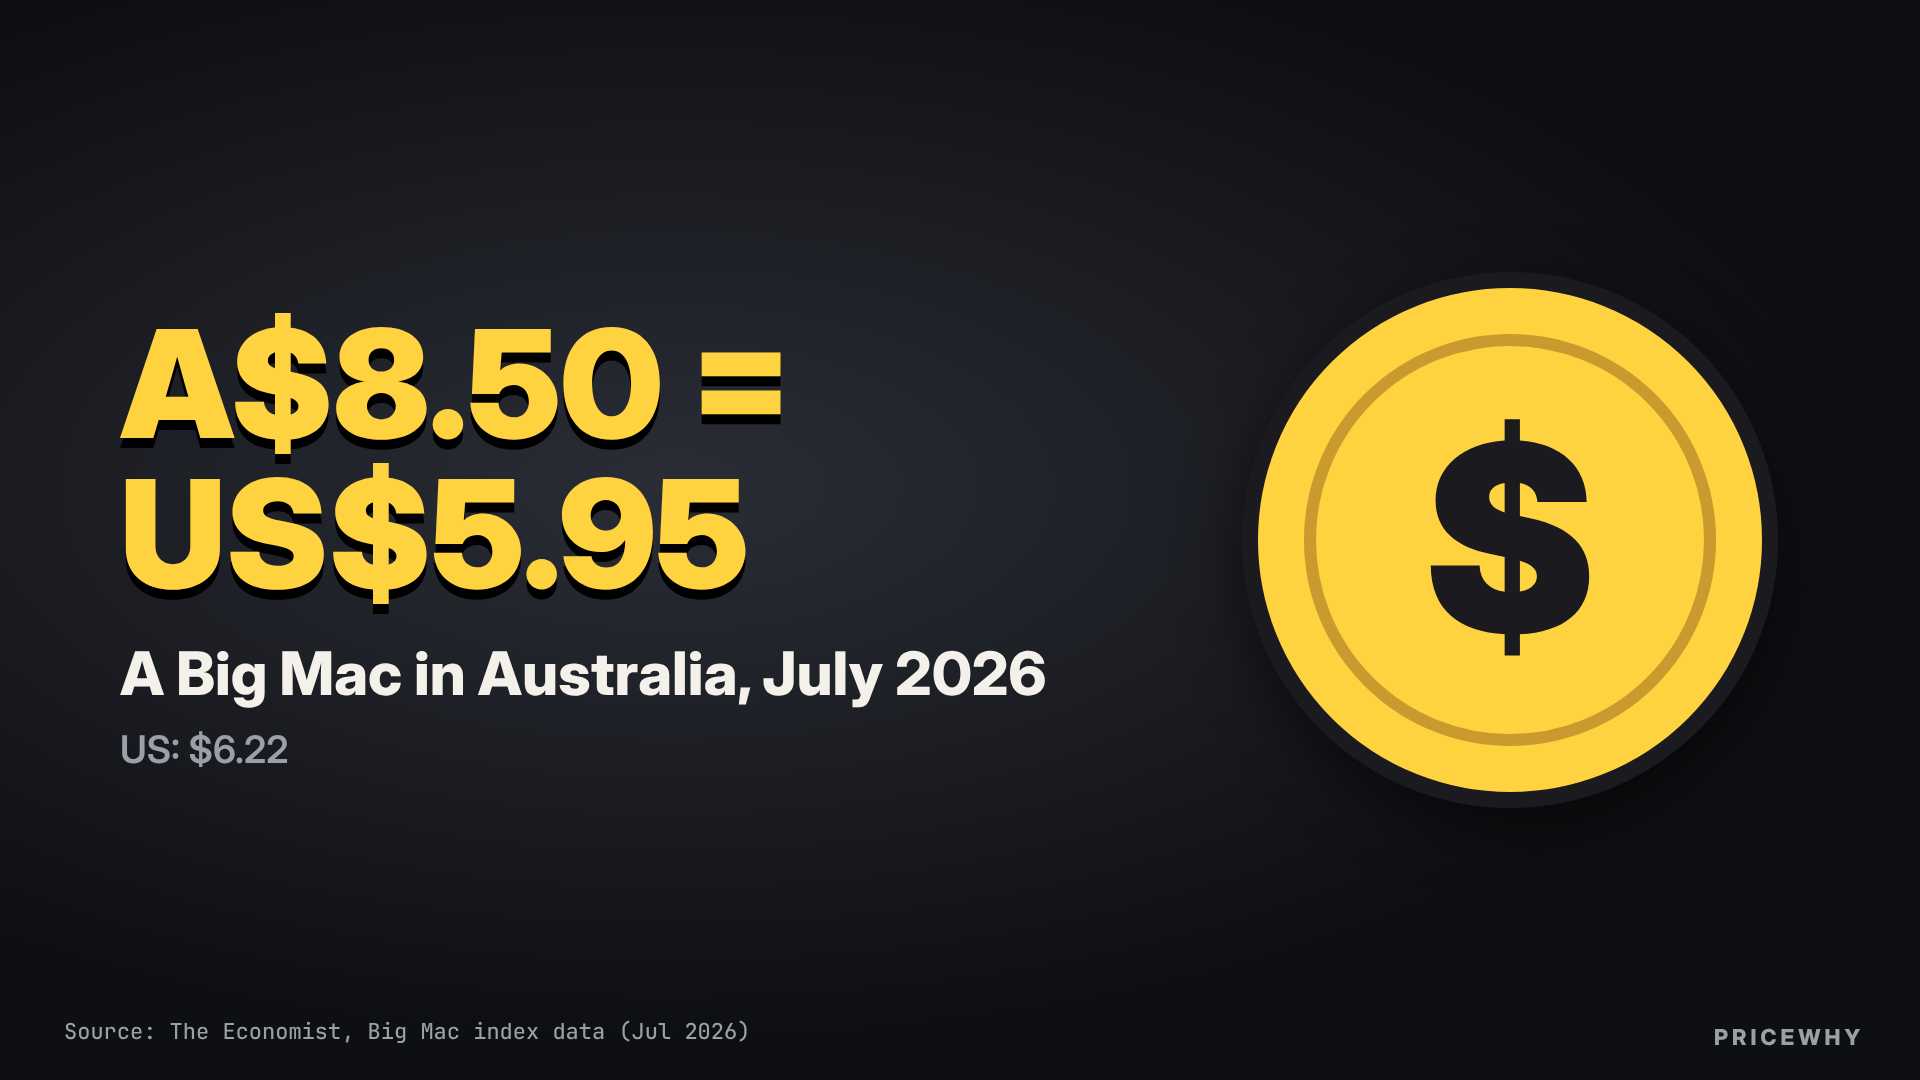 A$8.50 =
US$5.95
A Big Mac in Australia, July 2026
US: $6.22
$
Source: The Economist, Big Mac index data (Jul 2026)
PRICEWHY